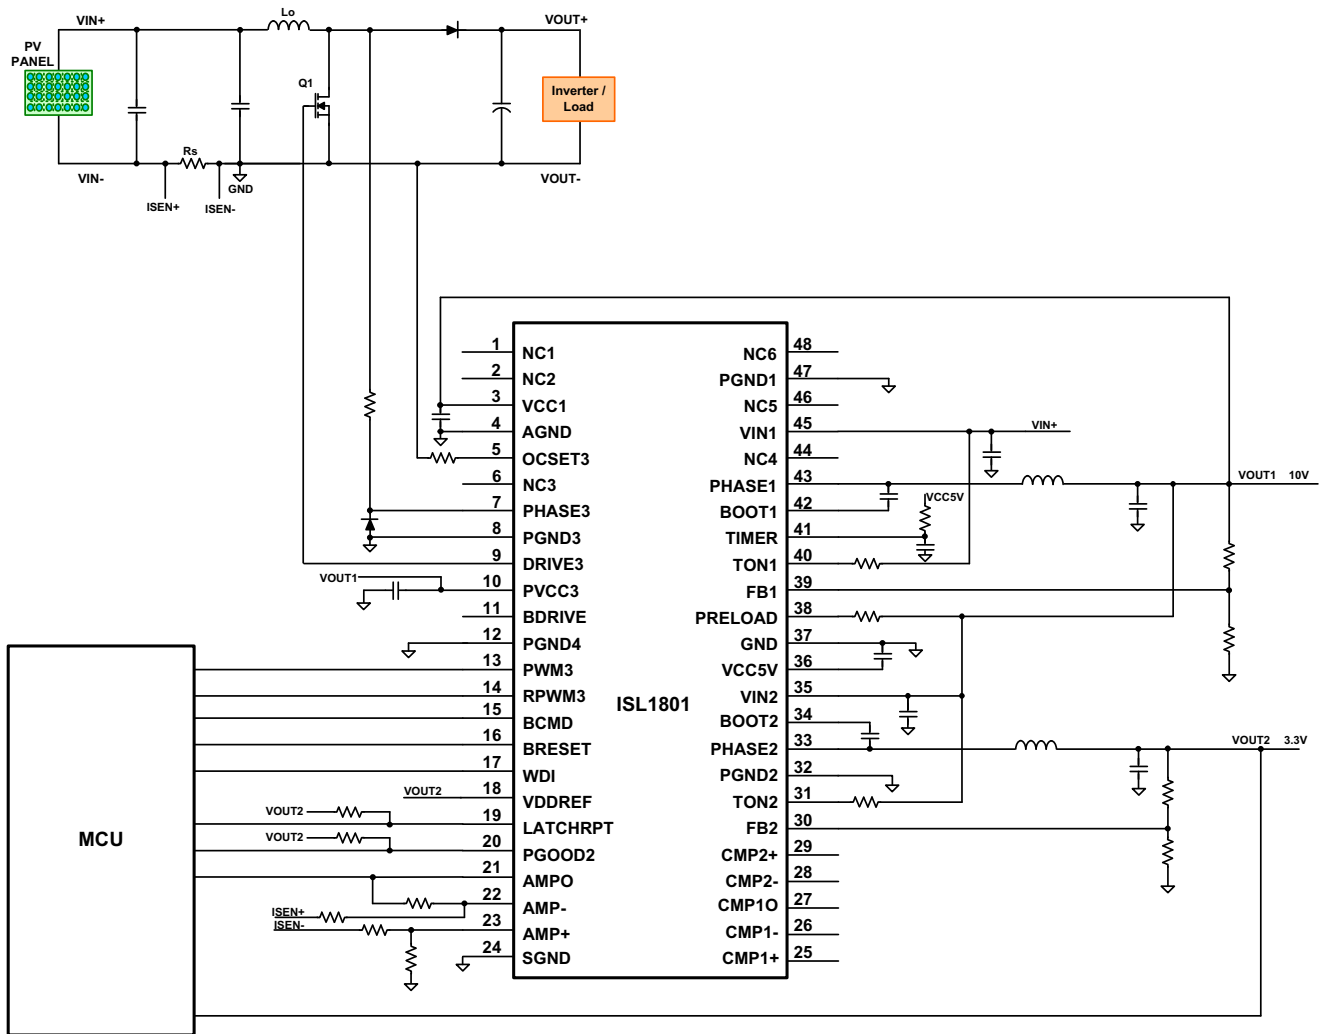 Lo
VIN+
VOUT+
PV
PANEL
Q1
Inverter /
Load
Rs
VIN-
GND
VOUT-
ISEN+
ISEN-
1 NC1
2 NC2
3 VCC1
4 AGND
5 OCSET3
6 NC3
7 PHASE3
8 PGND3
9 DRIVE3
VOUT1
10 PVCC3
11 BDRIVE
12 PGND4
13 PWM3
14 RPWM3
15 BCMD
16 BRESET
17 WDI
VOUT2
18 VDDREF
VOUT2
19 LATCHRPT
VOUT2
20 PGOOD2
21 AMPO
22 AMP-
ISEN+
ISEN-
23 AMP+
24 SGND
MCU
ISL1801
NC6 48
PGND1 47
NC5 46
VIN1 45
VIN+
NC4 44
PHASE1 43
VOUT1 10V
BOOT1 42
VCC5V
TIMER 41
TON1 40
FB1 39
PRELOAD 38
GND 37
VCC5V 36
VIN2 35
BOOT2 34
PHASE2 33
VOUT2 3.3V
PGND2 32
TON2 31
FB2 30
CMP2+ 29
CMP2- 28
CMP1O 27
CMP1- 26
CMP1+ 25